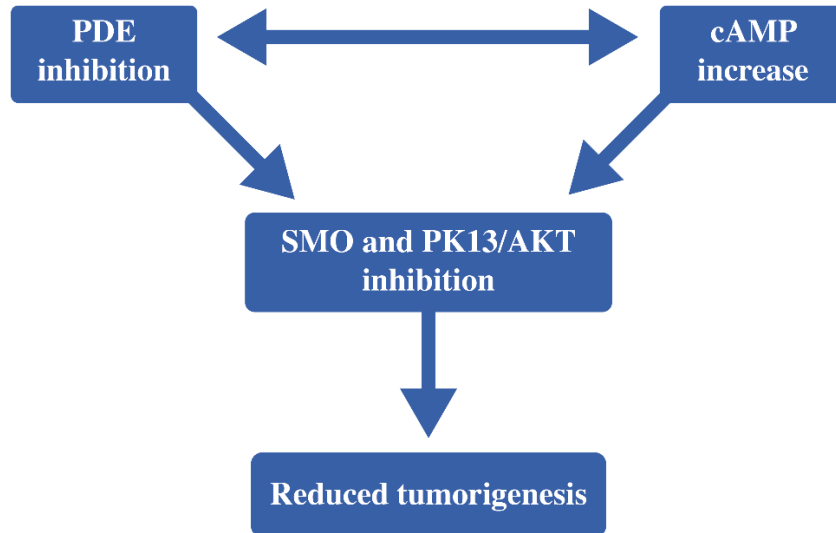 PDE
inhibition
cAMP
increase
SMO and PK13/AKT
inhibition
Reduced tumorigenesis